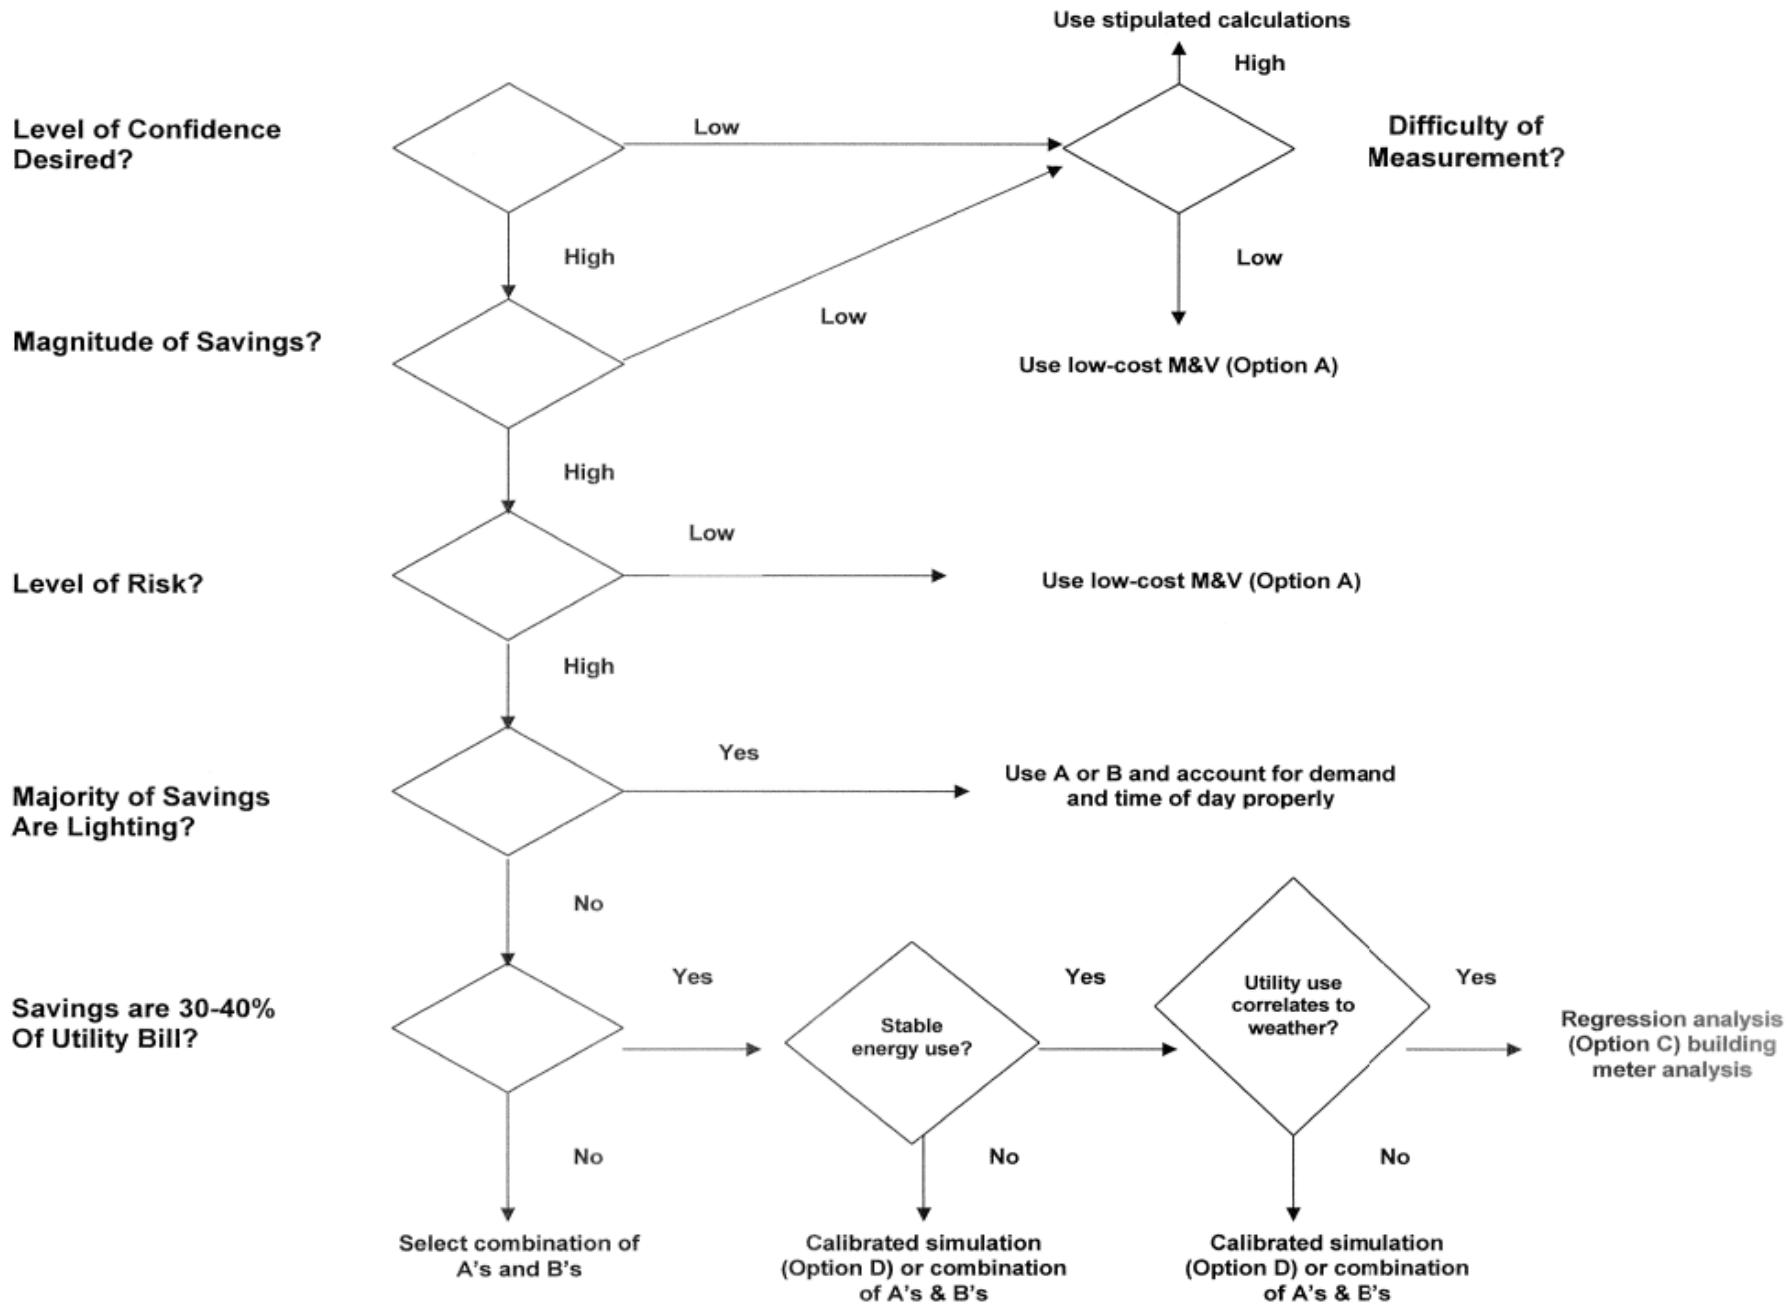 Use stipulated calculations
High
Level of Confidence
Desired?
Low
Difficulty of
Measurement?
High
Low
Magnitude of Savings?
Low
Use low-cost M&V (Option A)
High
Low
Level of Risk?
Use low-cost M&V (Option A)
High
Yes
Majority of Savings
Are Lighting?
Use A or B and account for demand
and time of day properly
No
Savings are 30-40%
Of Utility Bill?
Yes
Stable
energy use?
Yes
Utility use
correlates to
weather?
Yes
Regression analysis
(Option C) building
meter analysis
No
No
No
Select combination of
A's and B's
Calibrated simulation
(Option D) or combination
of A's & B's
Calibrated simulation
(Option D) or combination
of A's & B's